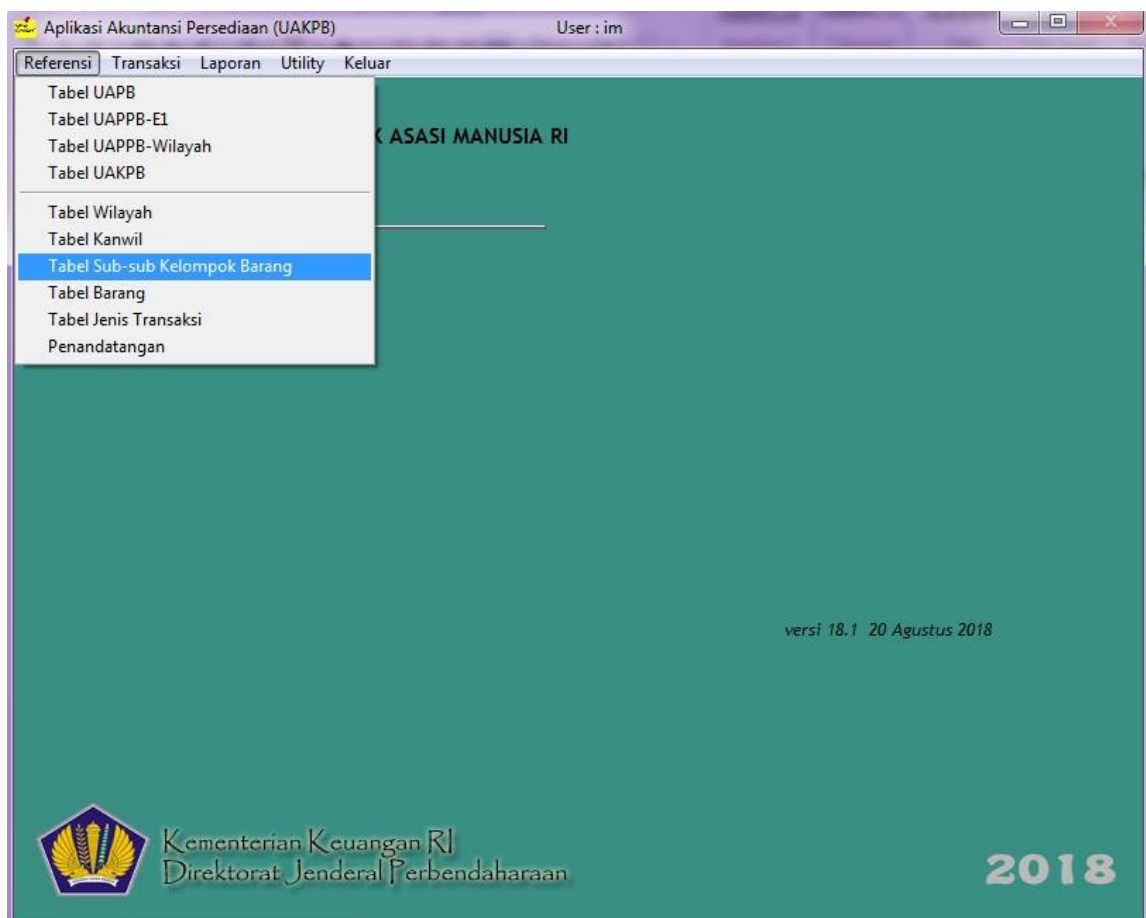 Aplikasi Akuntansi Persediaan (UAKPB) User : im
Referensi Transaksi Laporan Utility Keluar
Tabel UAPB
Tabel UAPPB-E1
Tabel UAPPB-Wilayah
Tabel UAKPB
Tabel Wilayah
Tabel Kanwil
Tabel Sub-sub Kelompok Barang
Tabel Barang
Tabel Jenis Transaksi
Penandatangan
ASASI MANUSIA RI
versi 18.1 20 Agustus 2018
Kementerian Keuangan RI
Direktorat Jenderal Perbendaharaan
2018